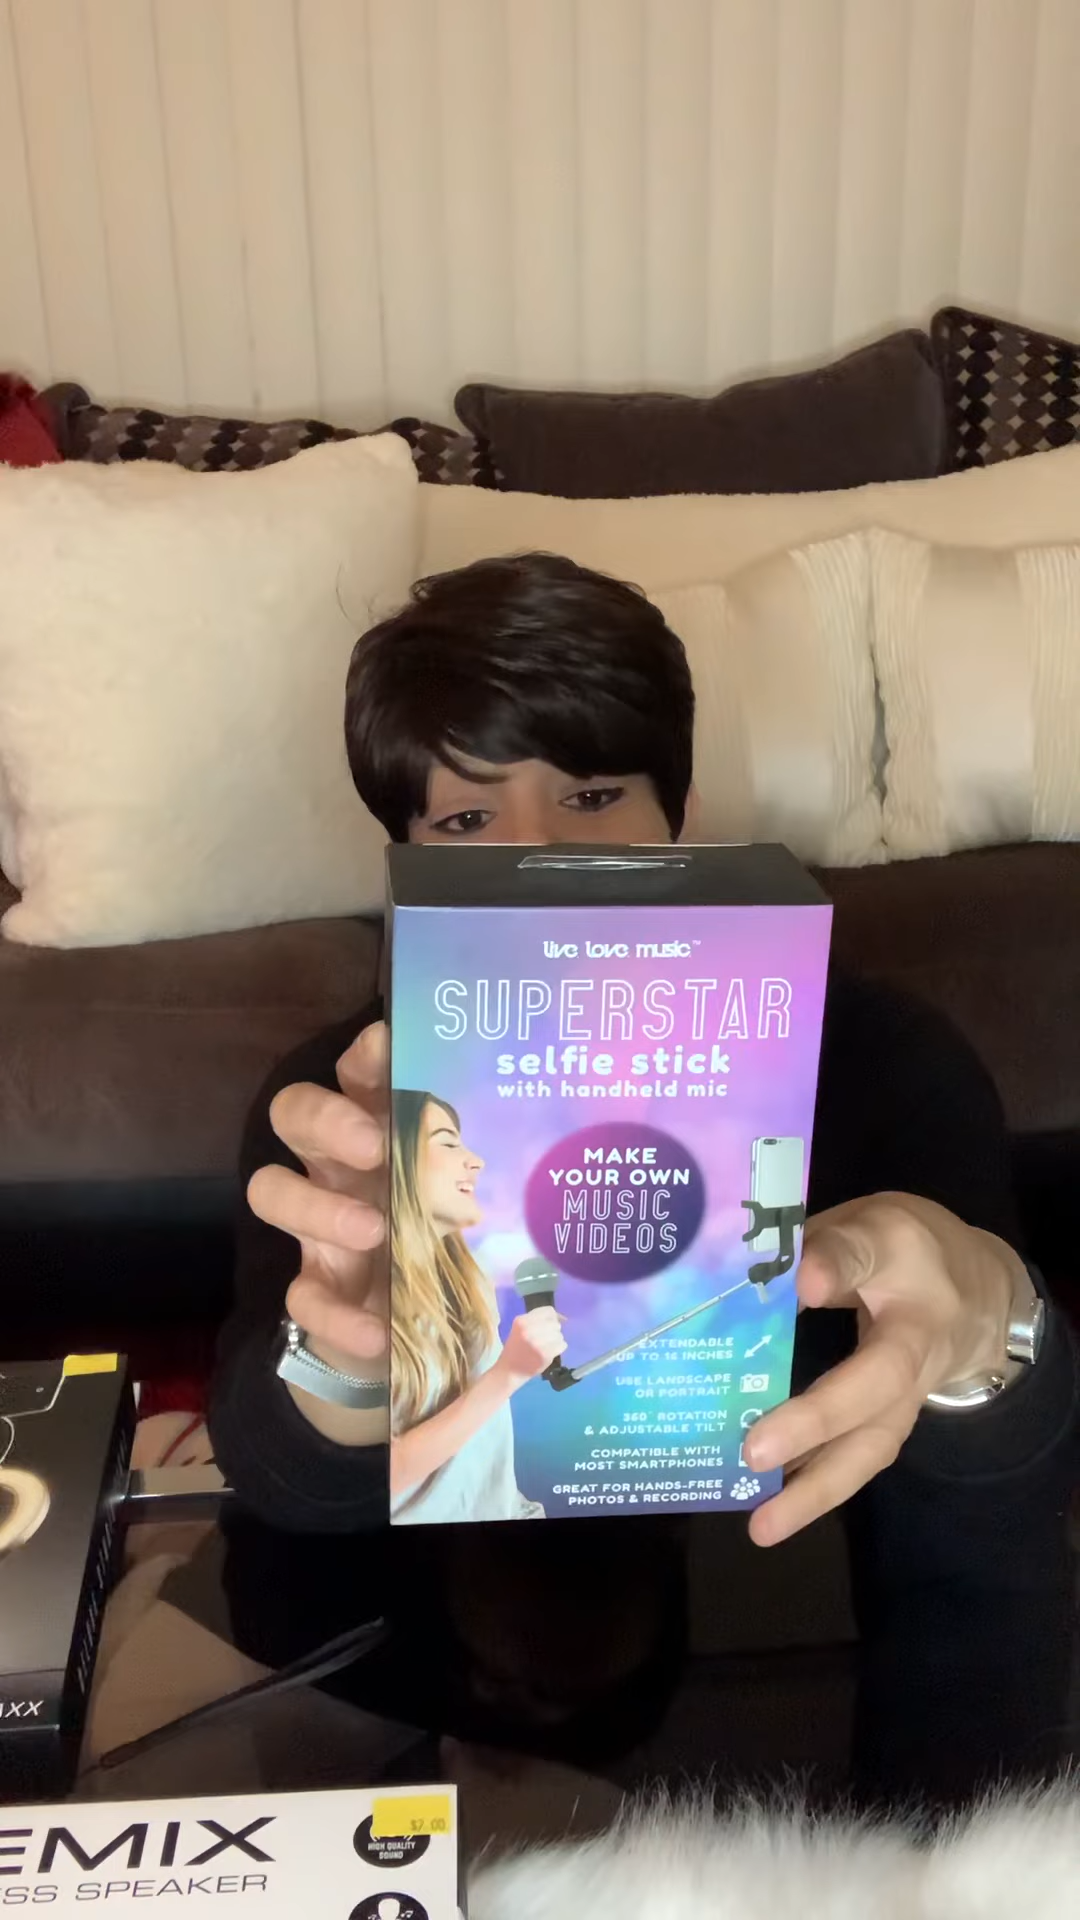 live love music™
SUPERSTAR
selfie stick
with handheld mic
MAKE
YOUR OWN
MUSIC
VIDEOS
EXTENDABLE
UP TO 16 INCHES
USE LANDSCAPE
OR PORTRAIT
360° ROTATION
& ADJUSTABLE TILT
COMPATIBLE WITH
MOST SMARTPHONES
GREAT FOR HANDS-FREE
PHOTOS & RECORDING
AXX
EMIX
SS SPEAKER
$7.00
HIGH QUALITY
SOUND